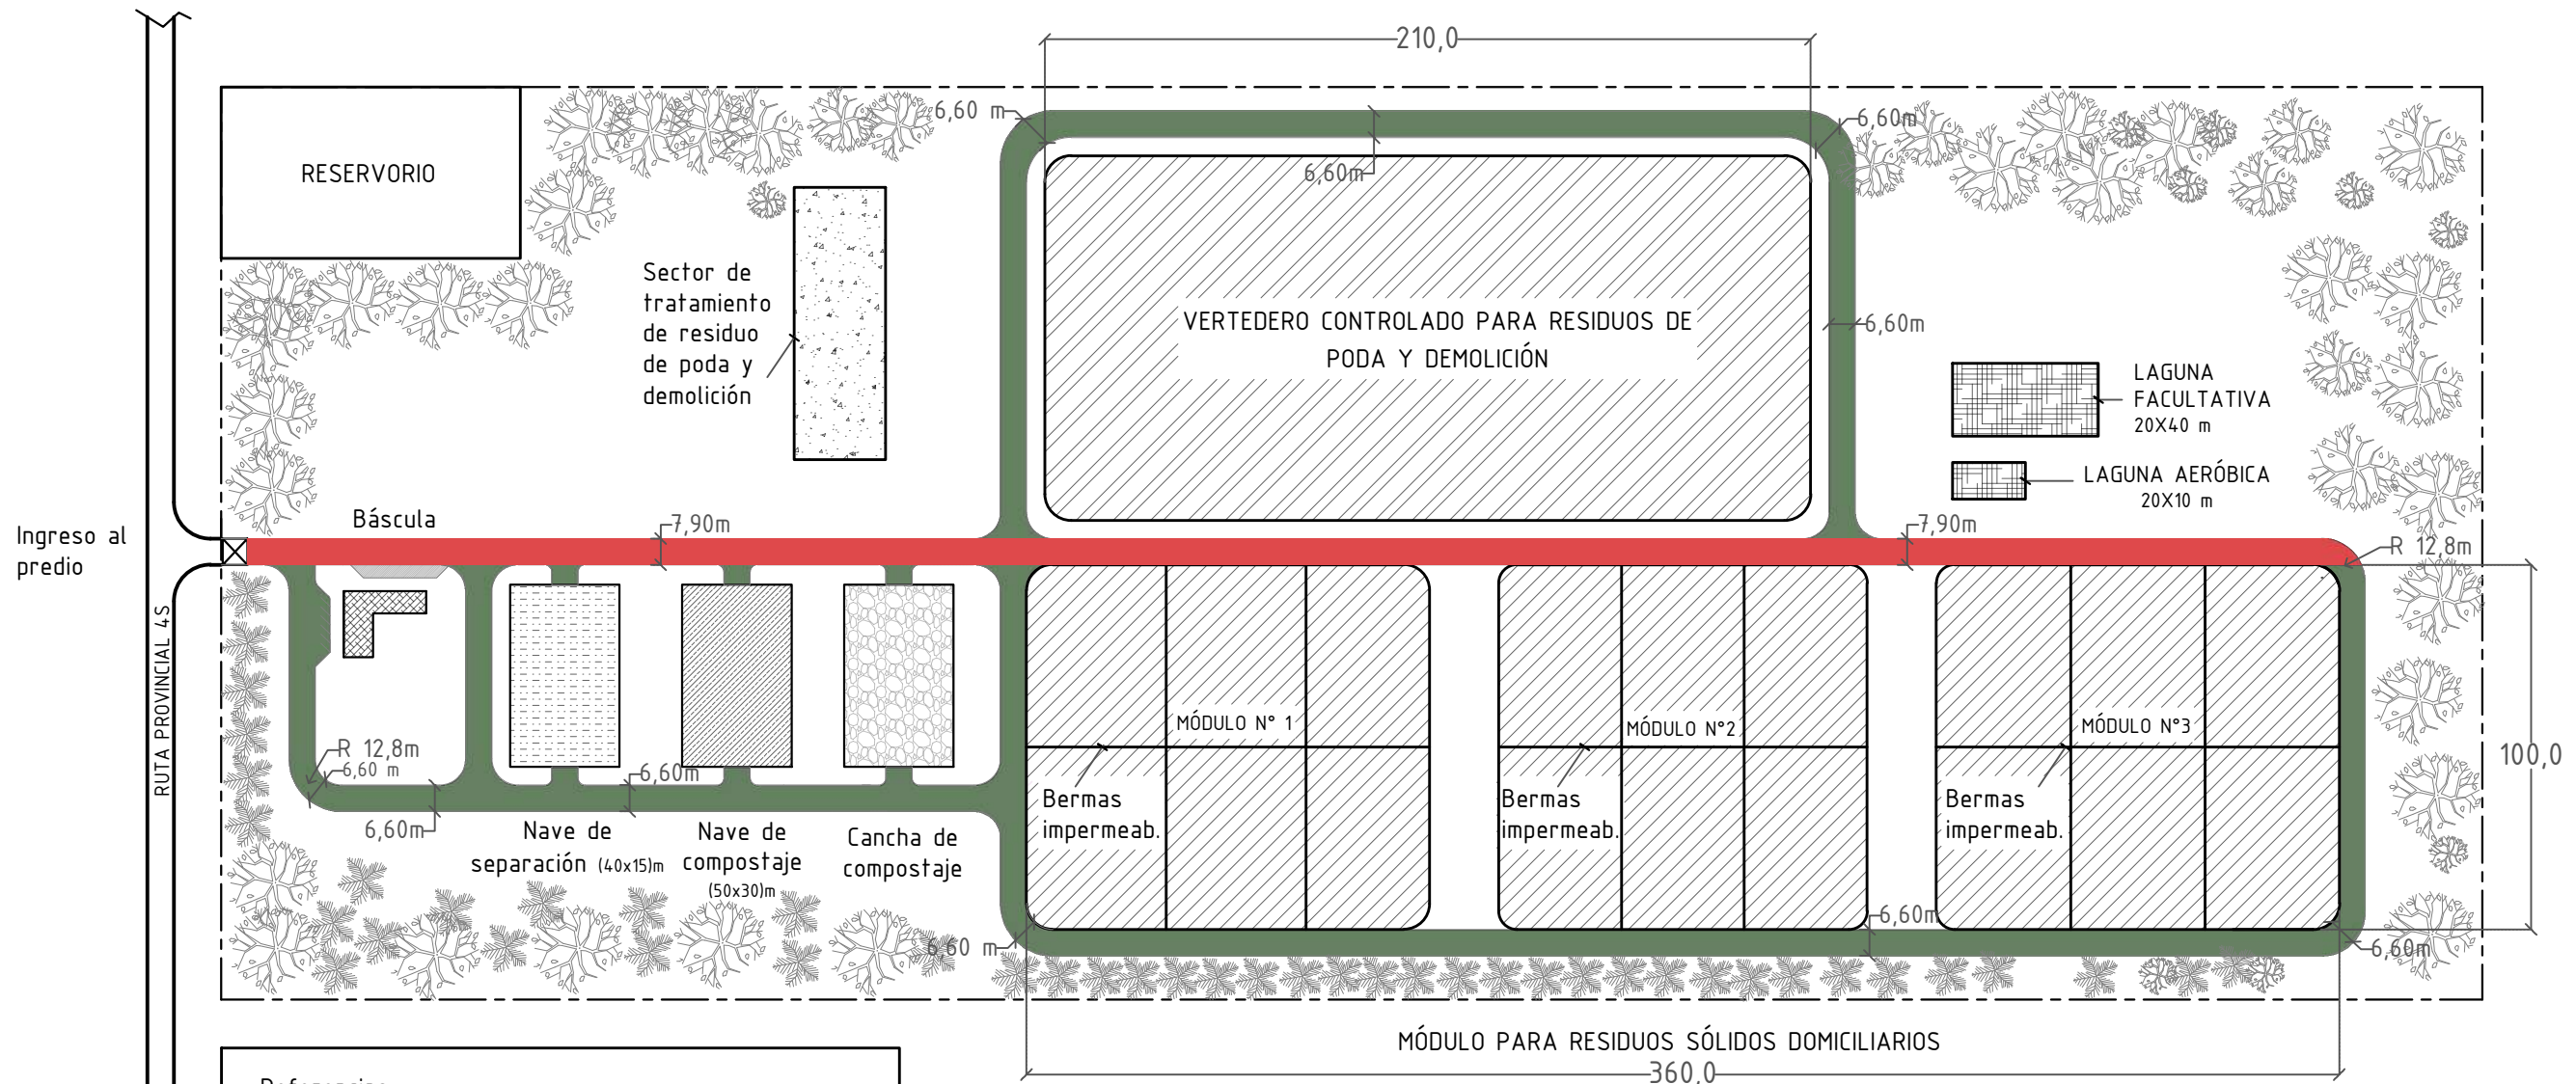 210,0
6,60 m
6,60m
6,60m
RESERVORIO
Sector de
tratamiento
de residuo
de poda y
demolición
VERTEDERO CONTROLADO PARA RESIDUOS DE
PODA Y DEMOLICIÓN
6,60m
LAGUNA
FACULTATIVA
20X40 m
LAGUNA AERÓBICA
20X10 m
Ingreso al
predio
Báscula
7,90m
7,90m
R 12,8m
RUTA PROVINCIAL 4S
MÓDULO N° 1
MÓDULO N°2
MÓDULO N°3
100,0
R 12,8m
6,60 m
6,60m
6,60m
Bermas
impermeab.
Bermas
impermeab.
Bermas
impermeab.
Nave de
separación (40x15)m
Nave de
compostaje
(50x30)m
Cancha de
compostaje
6,60 m
6,60m
6,60m
MÓDULO PARA RESIDUOS SÓLIDOS DOMICILIARIOS
360,0